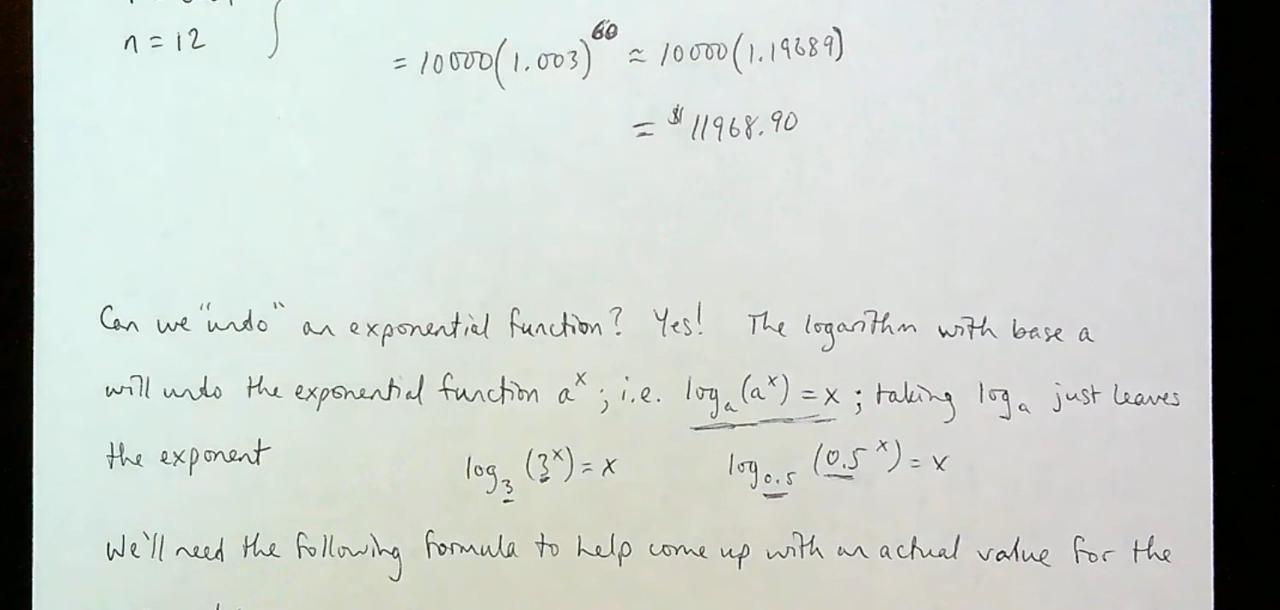 n = 12
= 10000(1.003)^60 ≈ 10000(1.19689)
= $11968.90
Can we "undo" an exponential function? Yes! The logarithm with base a
will undo the exponential function a^x; i.e. log_a(a^x) = x; taking log_a just leaves
the exponent log_3(3^x) = x log_0.5(0.5^x) = x
We'll need the following formula to help come up with an actual value for the